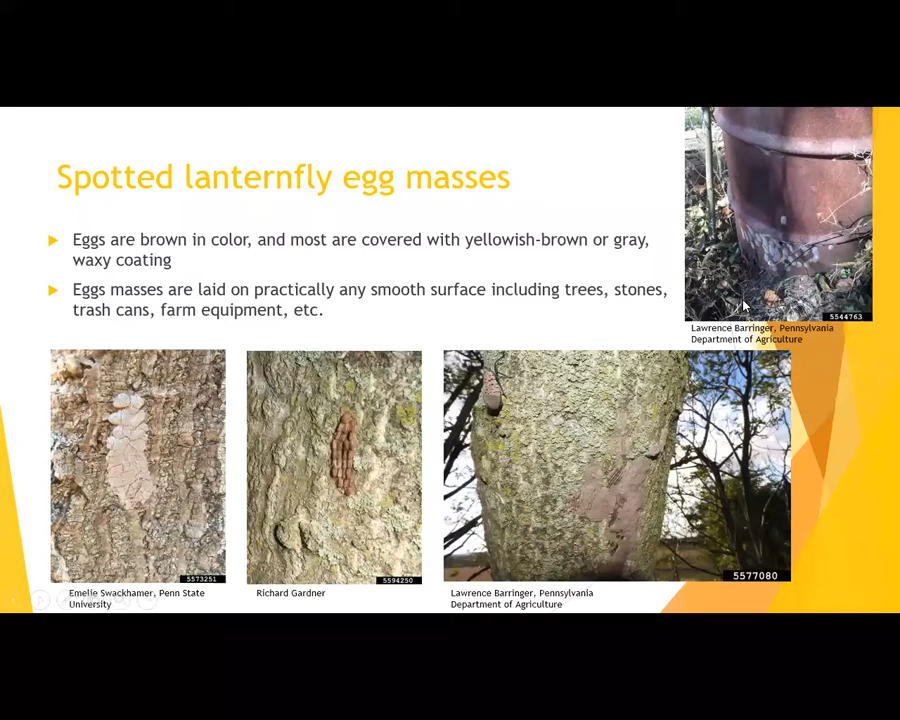 Spotted lanternfly egg masses
Eggs are brown in color, and most are covered with yellowish-brown or gray,
waxy coating
Eggs masses are laid on practically any smooth surface including trees, stones,
trash cans, farm equipment, etc.
5544763
Lawrence Barringer, Pennsylvania
Department of Agriculture
5573251
Emelie Swackhamer, Penn State
University
5594250
Richard Gardner
5577080
Lawrence Barringer, Pennsylvania
Department of Agriculture